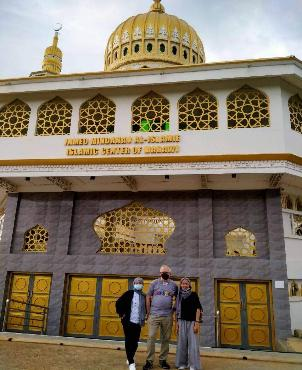 JAMEO MINDANAO AL-ISLAMIE
ISLAMIC CENTER OF MARAWI